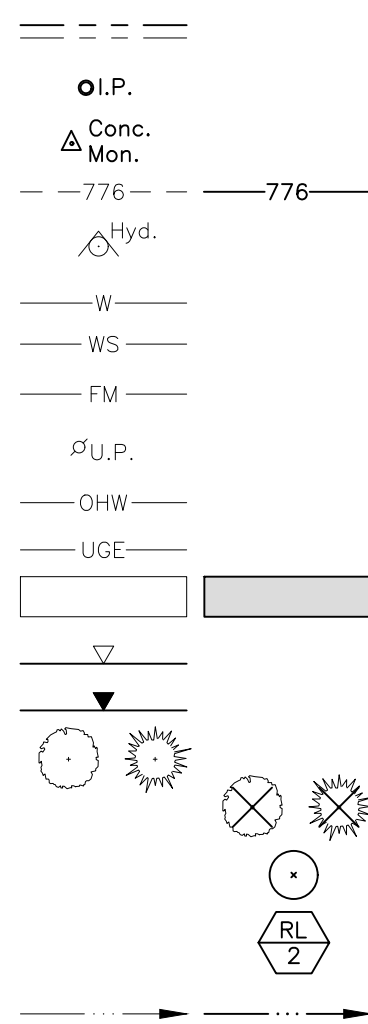 I.P.
Conc.
Mon.
776 776
Hyd.
W
WS
FM
U.P.
OHW
UGE
RL
2